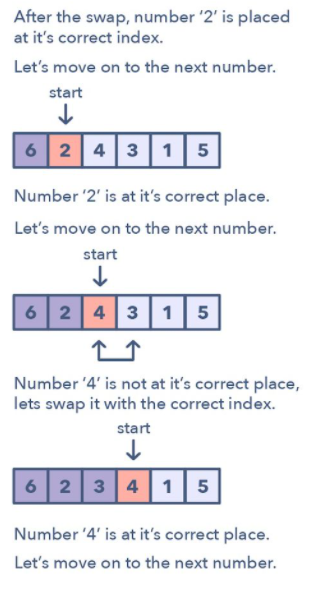 After the swap, number ‘2’ is placed
at it’s correct index.
Let’s move on to the next number.
start
6 2 4 3 1 5
Number ‘2’ is at it’s correct place.
Let’s move on to the next number.
start
6 2 4 3 1 5
Number ‘4’ is not at it’s correct place,
lets swap it with the correct index.
start
6 2 3 4 1 5
Number ‘4’ is at it’s correct place.
Let’s move on to the next number.